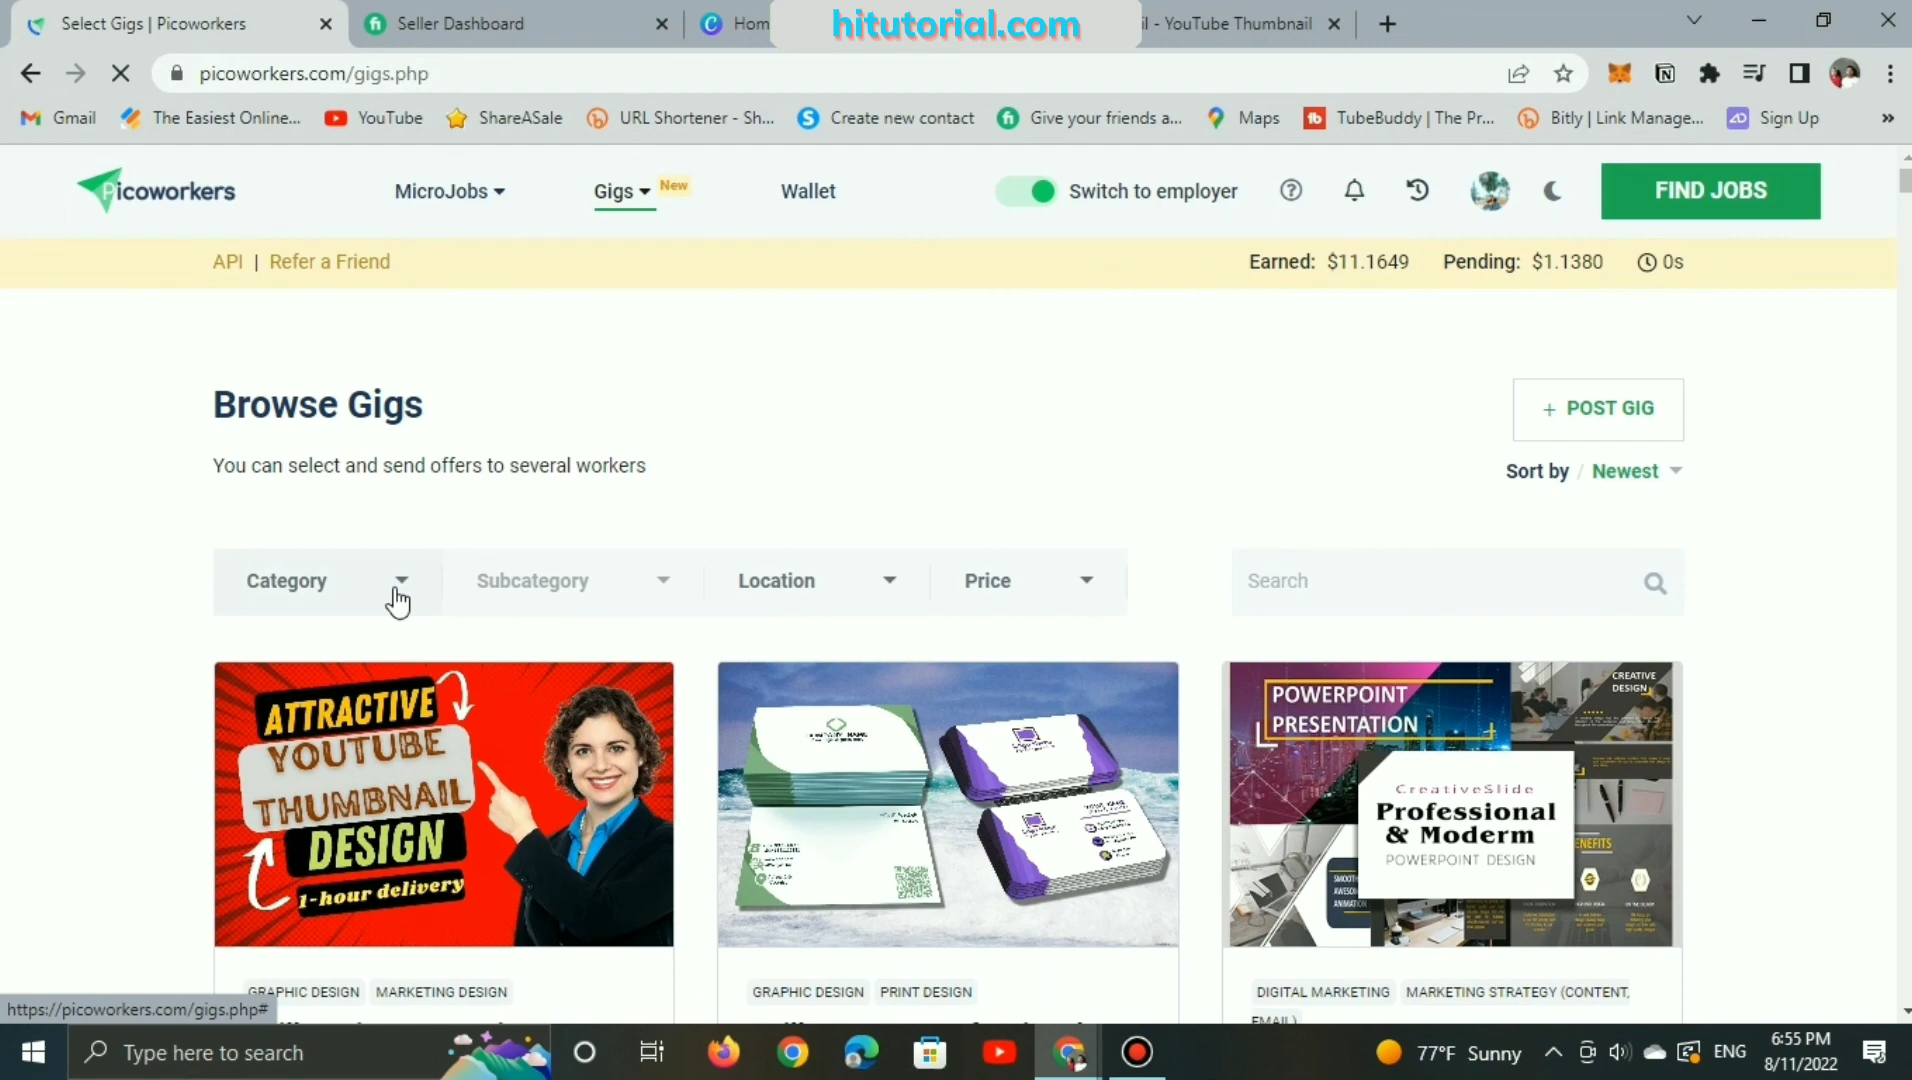 Select Gigs | Picoworkers
Seller Dashboard
Hom
hitutorial.com
il - YouTube Thumbnail
picoworkers.com/gigs.php
Gmail
The Easiest Online...
YouTube
ShareASale
URL Shortener - Sh...
Create new contact
Give your friends a...
Maps
TubeBuddy | The Pr...
Bitly | Link Manage...
Sign Up
»
Picoworkers
MicroJobs
Gigs
New
Wallet
Switch to employer
FIND JOBS
API | Refer a Friend
Earned: $11.1649
Pending: $1.1380
0s
Browse Gigs
+ POST GIG
You can select and send offers to several workers
Sort by / Newest
Category
Subcategory
Location
Price
Search
ATTRACTIVE
YOUTUBE
THUMBNAIL
DESIGN
1-hour delivery
COMPANY NAME
POWERPOINT
PRESENTATION
CREATIVE
DESIGN
CreativeSlide
Professional
& Moderm
POWERPOINT DESIGN
ENEFITS
GRAPHIC DESIGN
MARKETING DESIGN
GRAPHIC DESIGN
PRINT DESIGN
DIGITAL MARKETING
MARKETING STRATEGY (CONTENT,
EMAIL)
https://picoworkers.com/gigs.php#
Type here to search
77°F Sunny
ENG
6:55 PM
8/11/2022